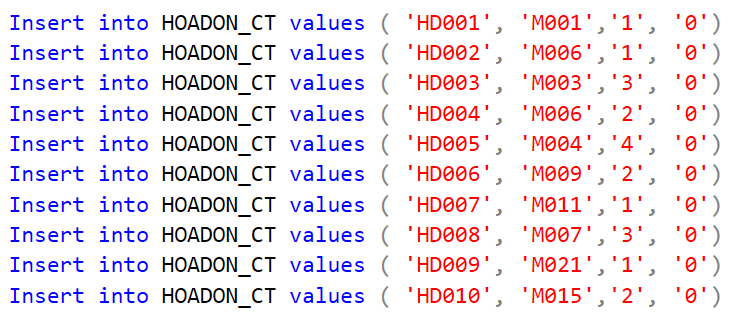 Insert into HOADON_CT values ( 'HD001', 'M001','1', '0')
Insert into HOADON_CT values ( 'HD002', 'M006','1', '0')
Insert into HOADON_CT values ( 'HD003', 'M003','3', '0')
Insert into HOADON_CT values ( 'HD004', 'M006','2', '0')
Insert into HOADON_CT values ( 'HD005', 'M004','4', '0')
Insert into HOADON_CT values ( 'HD006', 'M009','2', '0')
Insert into HOADON_CT values ( 'HD007', 'M011','1', '0')
Insert into HOADON_CT values ( 'HD008', 'M007','3', '0')
Insert into HOADON_CT values ( 'HD009', 'M021','1', '0')
Insert into HOADON_CT values ( 'HD010', 'M015','2', '0')